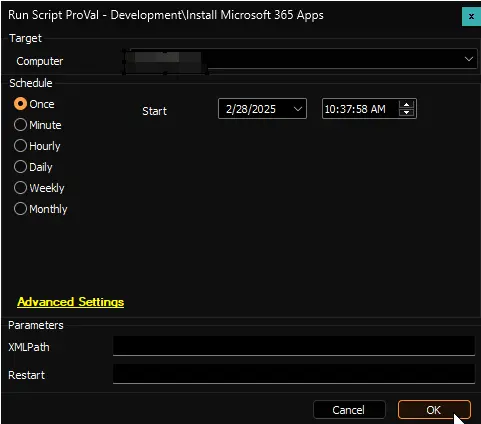 Run Script ProVal - Development\Install Microsoft 365 Apps x
Target
Computer
Schedule
Once
Start 2/28/2025 10:37:58 AM
Minute
Hourly
Daily
Weekly
Monthly
Advanced Settings
Parameters
XMLPath
Restart
Cancel OK